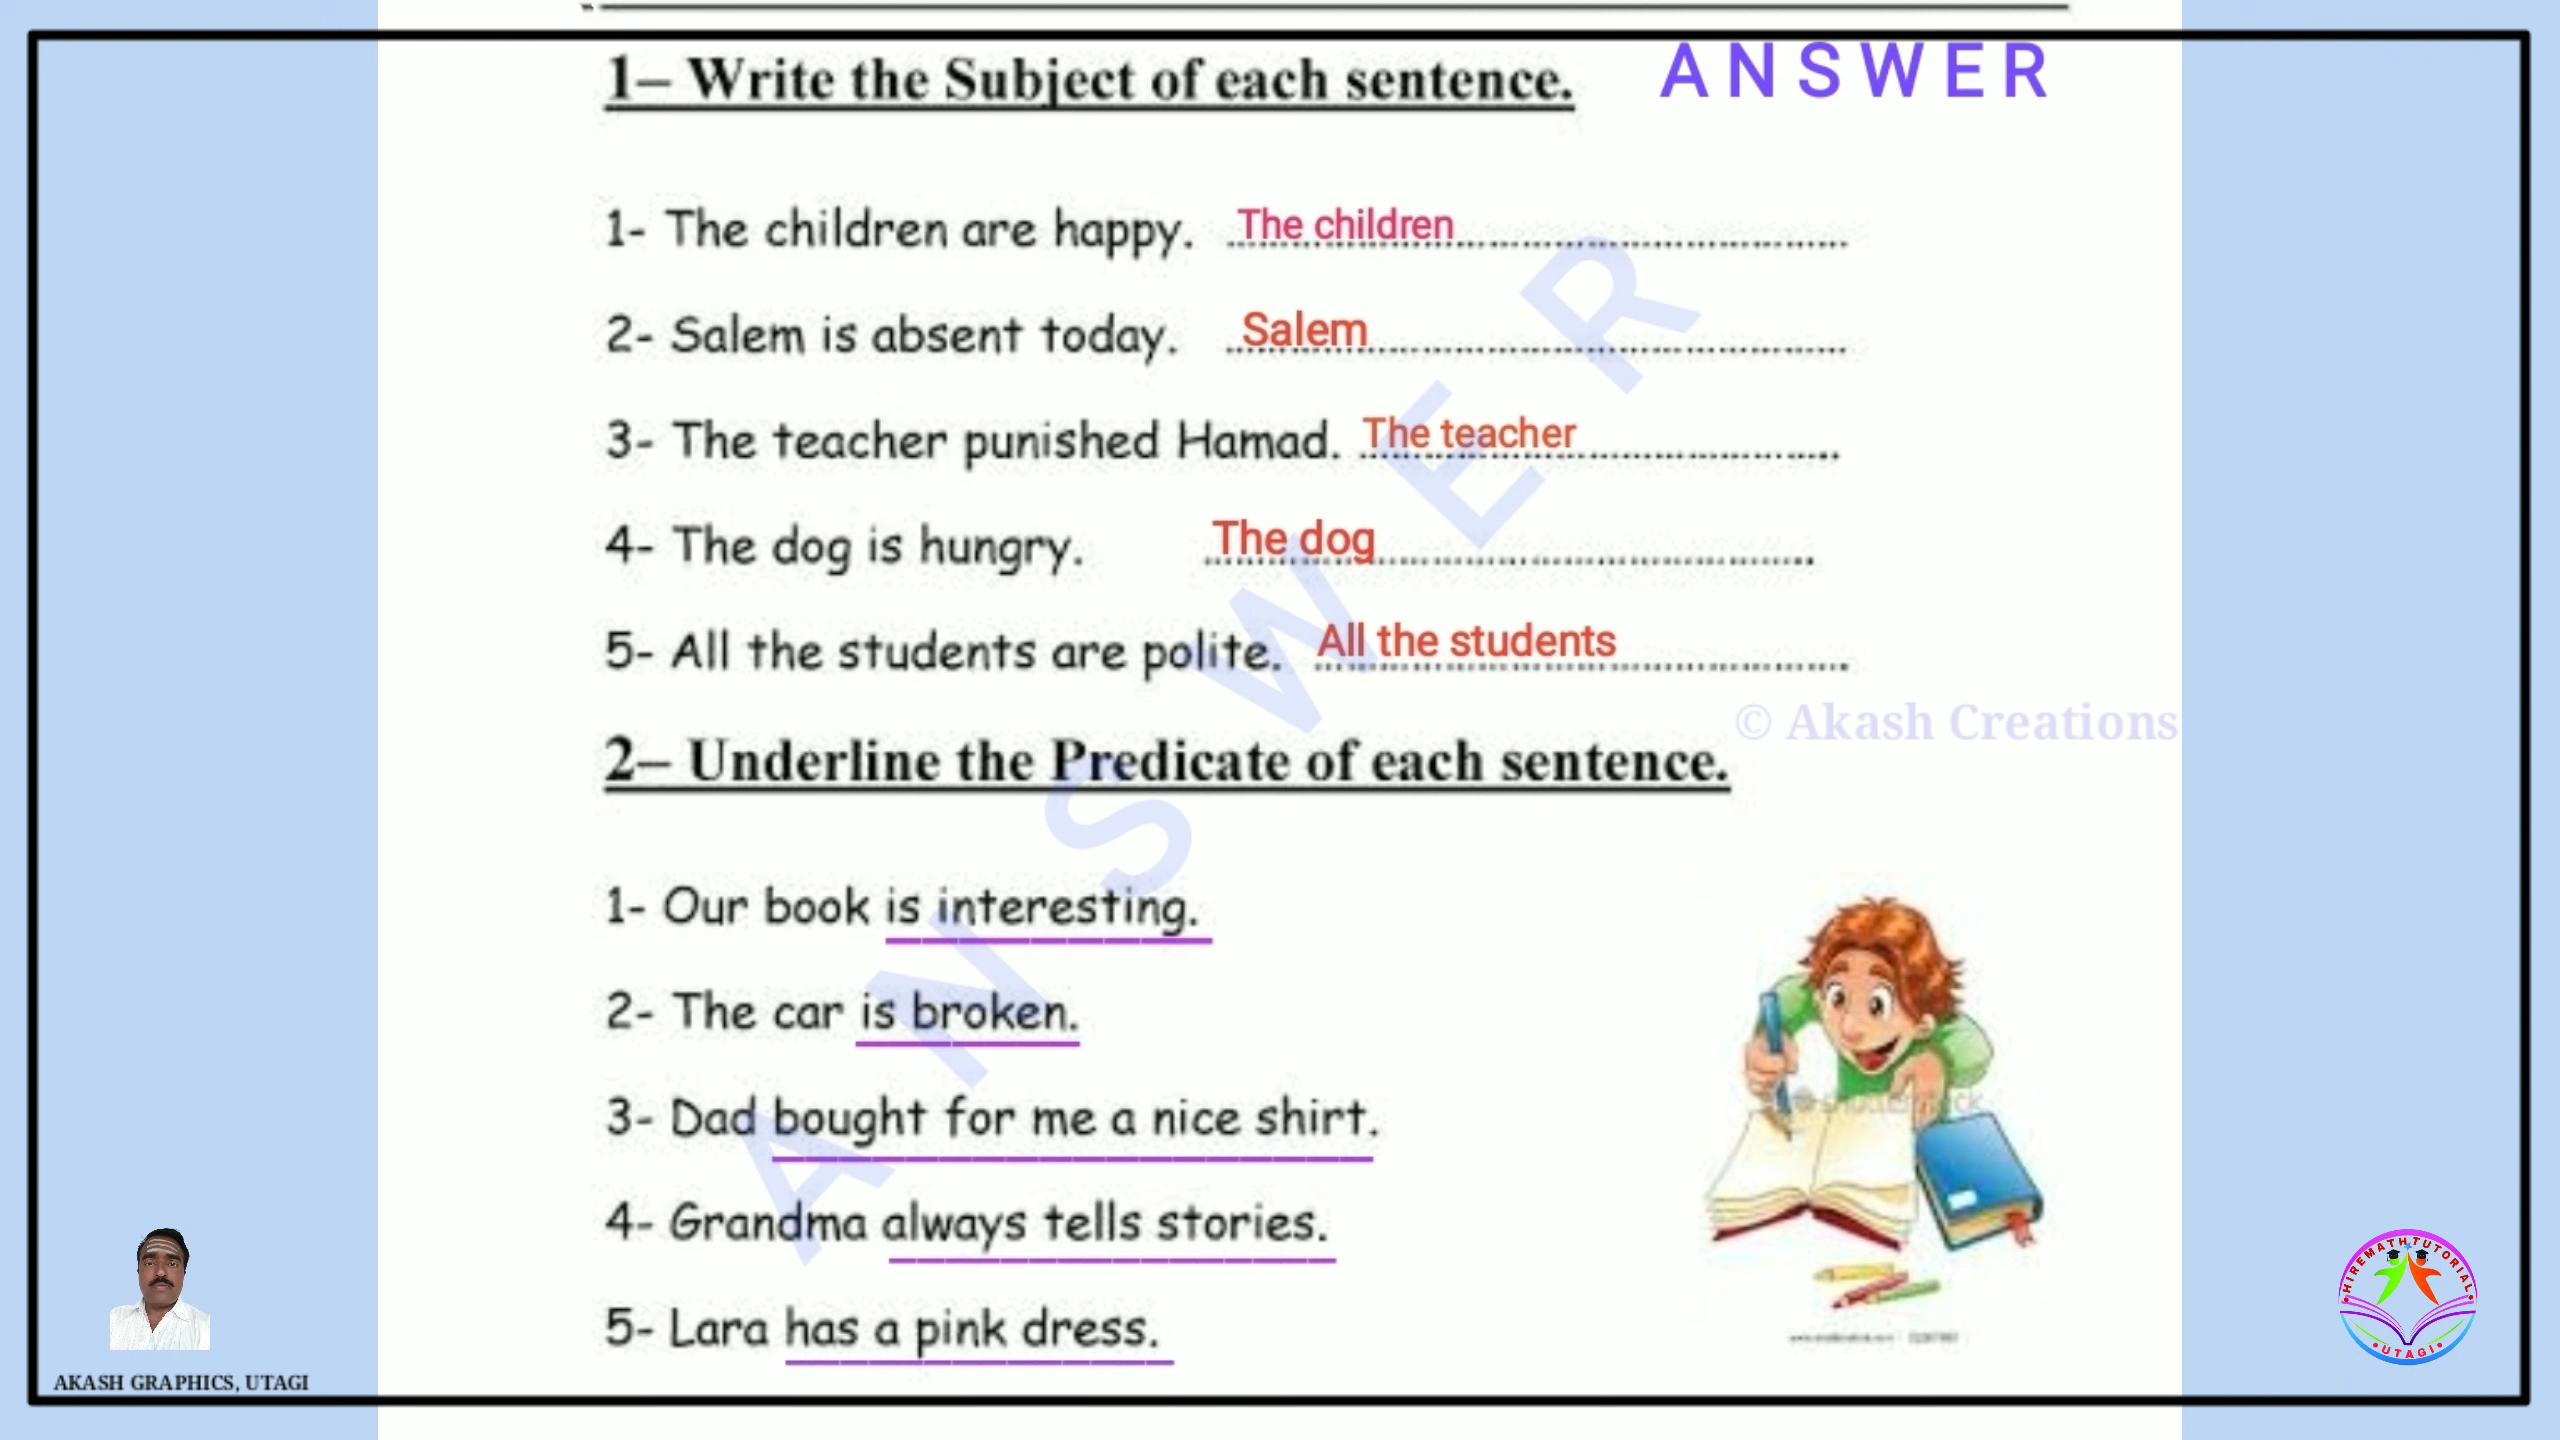 1– Write the Subject of each sentence. ANSWER
1- The children are happy. The children
2- Salem is absent today. Salem
3- The teacher punished Hamad. The teacher
4- The dog is hungry. The dog
5- All the students are polite. All the students
© Akash Creations
2– Underline the Predicate of each sentence.
1- Our book is interesting.
2- The car is broken.
3- Dad bought for me a nice shirt.
4- Grandma always tells stories.
5- Lara has a pink dress.
ANSWER
AKASH GRAPHICS, UTAGI
HIREMATH TUTORIAL
UTAGI